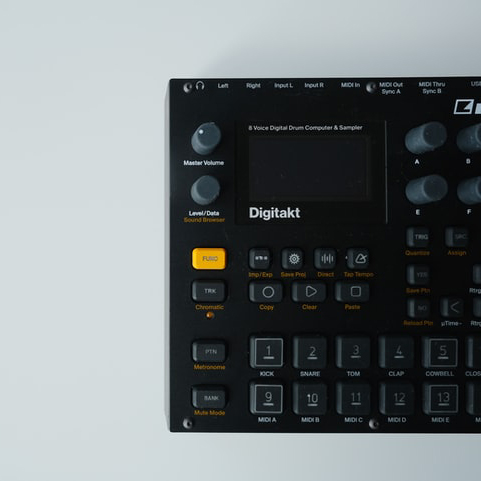 Left Right Input L Input R MIDI In MIDI Out MIDI Thru
Sync A Sync B
8 Voice Digital Drum Computer & Sampler
Master Volume
A B
Digitakt
Level/Data
Sound Browser
E F
FUNC
TRIG SRC
Quantize Assign
Imp/Exp Save Proj Direct Tap Tempo
TRK
Chromatic
Copy Clear Paste
YES
Save Ptn
NO
Reload Ptn µTime-
PTN
Metronome
1 2 3 4 5
KICK SNARE TOM CLAP COWBELL
BANK
Mute Mode
9 10 11 12 13
MIDI A MIDI B MIDI C MIDI D MIDI E